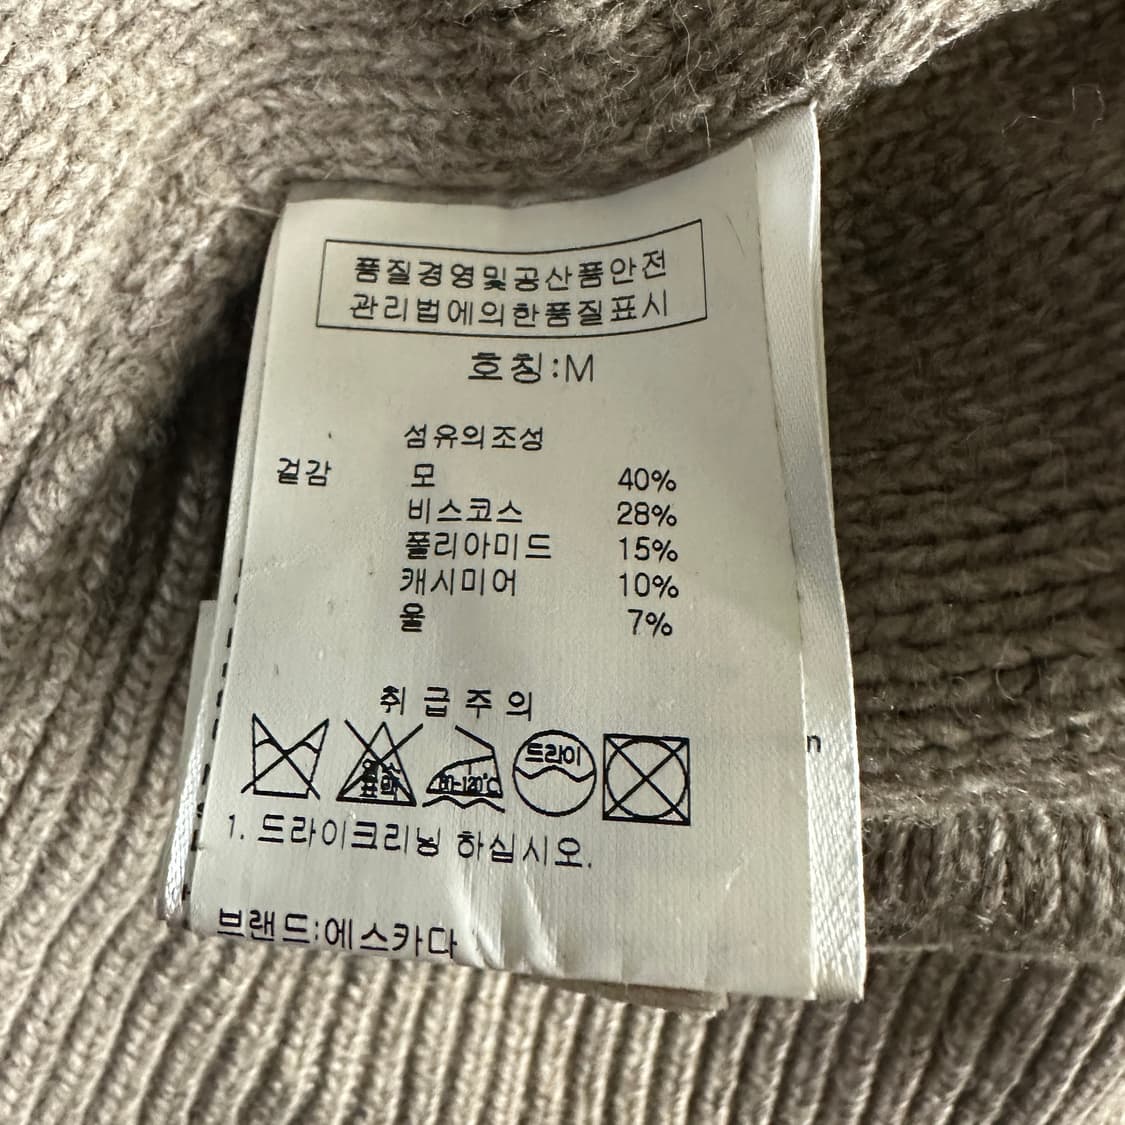 품질경영및공산품안전
관리법에의한품질표시
호칭:M
섬유의조성
겉감 모 40%
비스코스 28%
폴리아미드 15%
캐시미어 10%
울 7%
취급주의
80-120℃
드라이
1. 드라이크리닝 하십시오.
브랜드:에스카다
n